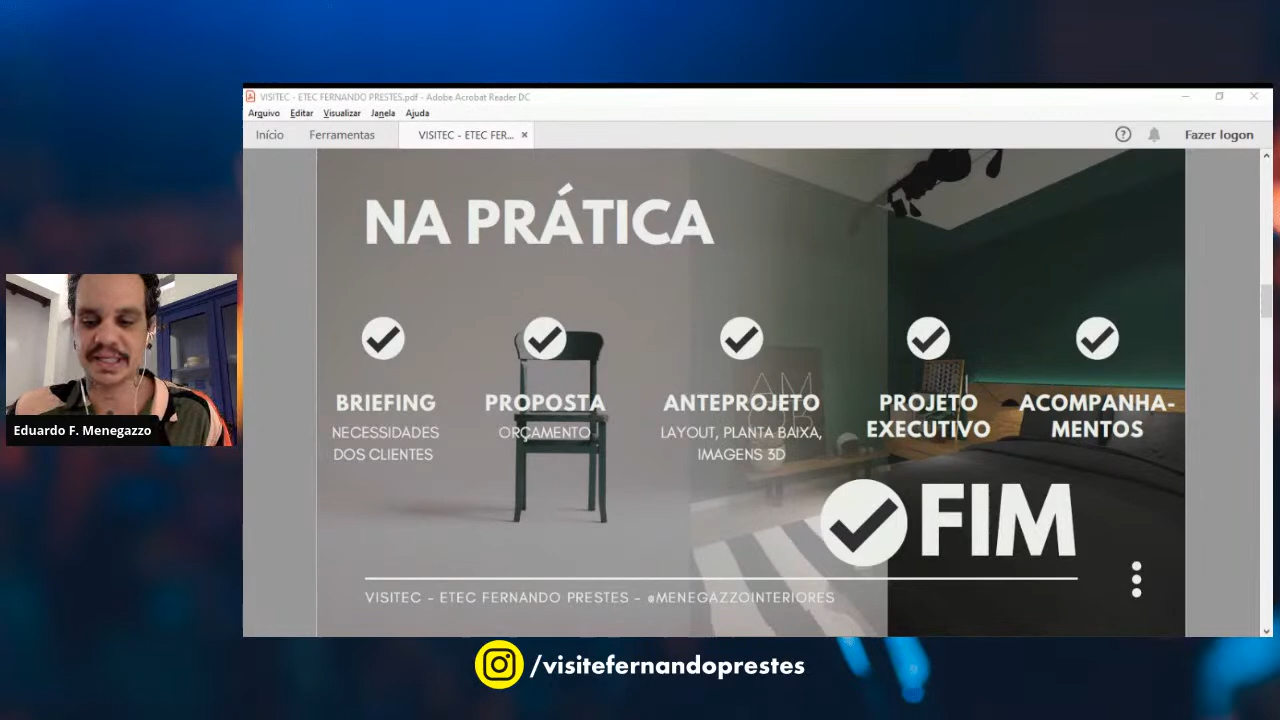 VISITEC - ETEC FERNANDO PRESTES.pdf - Adobe Acrobat Reader DC
Arquivo Editar Visualizar Janela Ajuda
Início Ferramentas VISITEC - ETEC FER... Fazer logon
NA PRÁTICA
BRIEFING
NECESSIDADES
DOS CLIENTES
PROPOSTA
ORÇAMENTO
ANTEPROJETO
LAYOUT, PLANTA BAIXA,
IMAGENS 3D
PROJETO
EXECUTIVO
ACOMPANHA-
MENTOS
FIM
VISITEC - ETEC FERNANDO PRESTES - @MENEGAZZOINTERIORES
Eduardo F. Menegazzo
/visitefernandoprestes